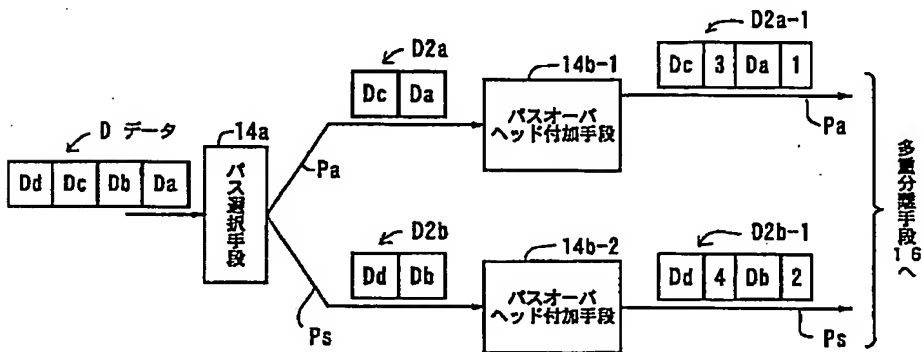 D データ
Dd Dc Db Da
14a
パス選択手段
Pa
Ps
D2a
Dc Da
14b-1
パスオーバ
ヘッド付加手段
D2a-1
Dc 3 Da 1
Pa
D2b
Dd Db
14b-2
パスオーバ
ヘッド付加手段
D2b-1
Dd 4 Db 2
Ps
多重分離手段16へ